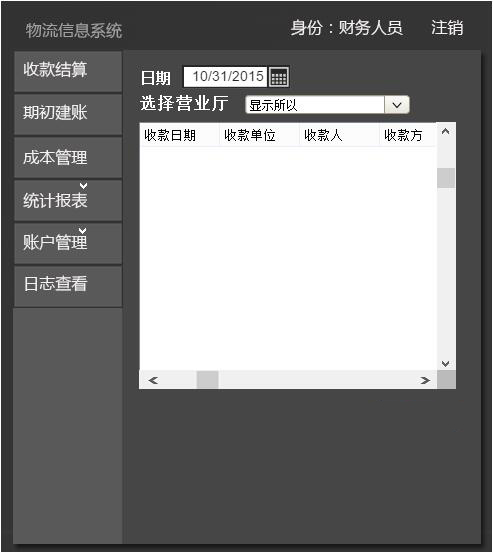 物流信息系统 身份：财务人员 注销
收款结算
期初建账
成本管理
统计报表
账户管理
日志查看
日期 10/31/2015
选择营业厅 显示所以
收款日期 收款单位 收款人 收款方